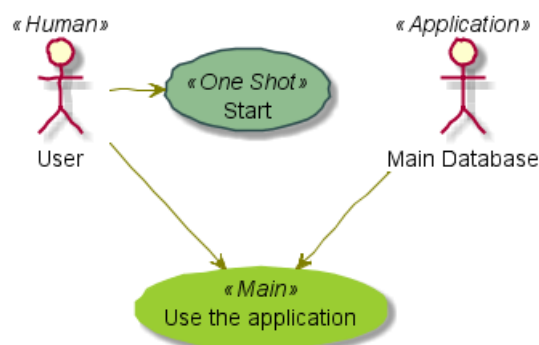 «Human»
User
«One Shot»
Start
«Application»
Main Database
«Main»
Use the application